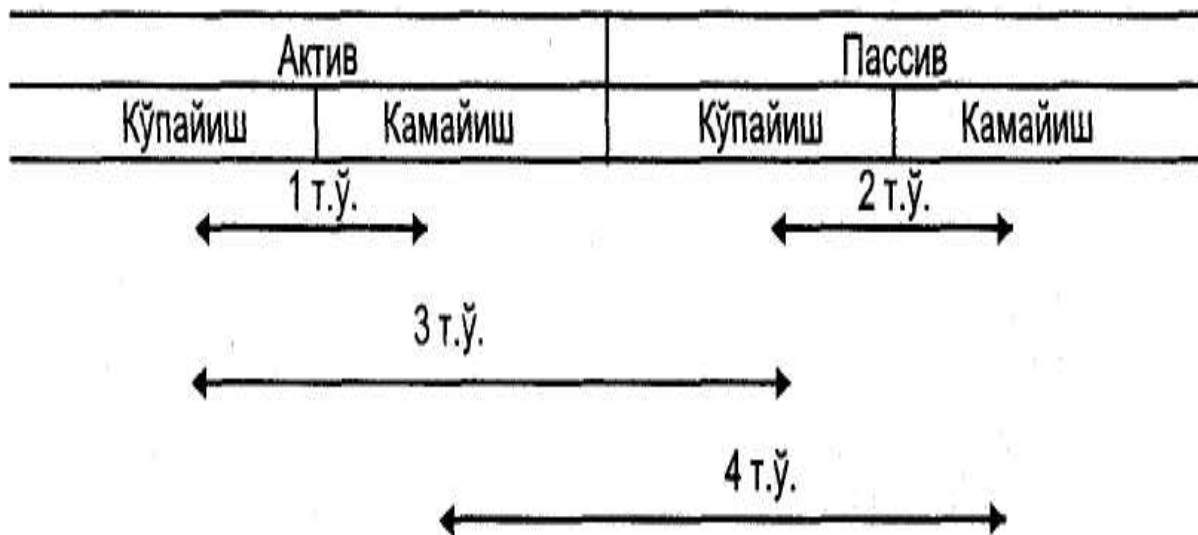 Актив Пассив
Кўпайиш Камайиш Кўпайиш Камайиш
1 т.ў. 2 т.ў.
3 т.ў.
4 т.ў.